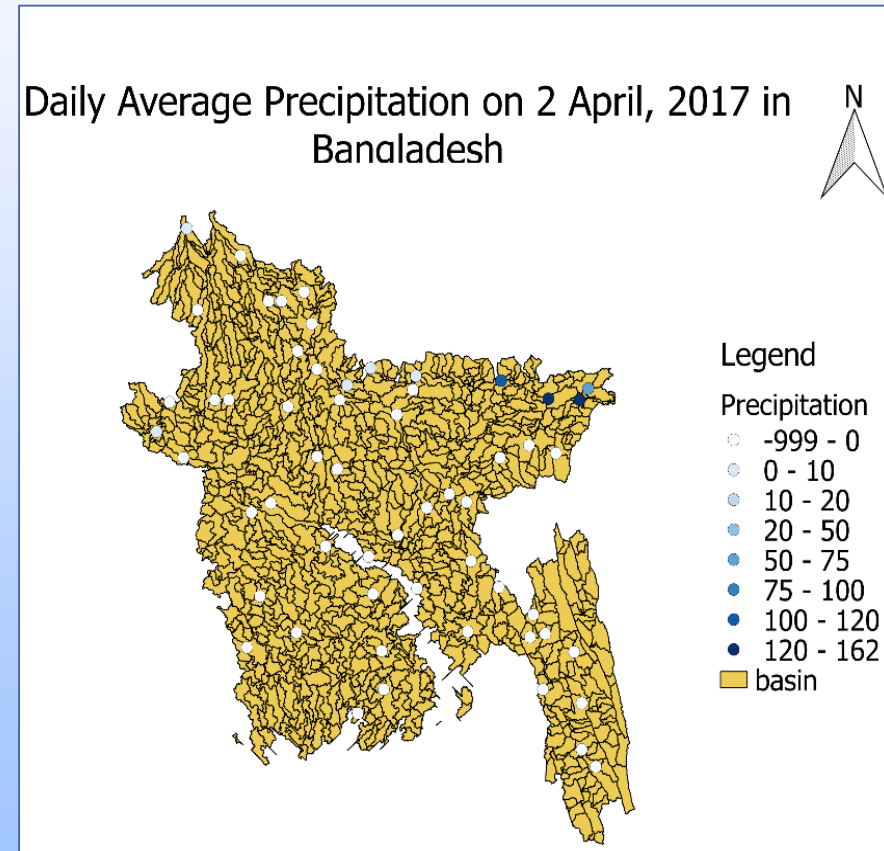 Daily Average Precipitation on 2 April, 2017 in
Bangladesh
N
Legend
Precipitation
-999 - 0
0 - 10
10 - 20
20 - 50
50 - 75
75 - 100
100 - 120
120 - 162
basin